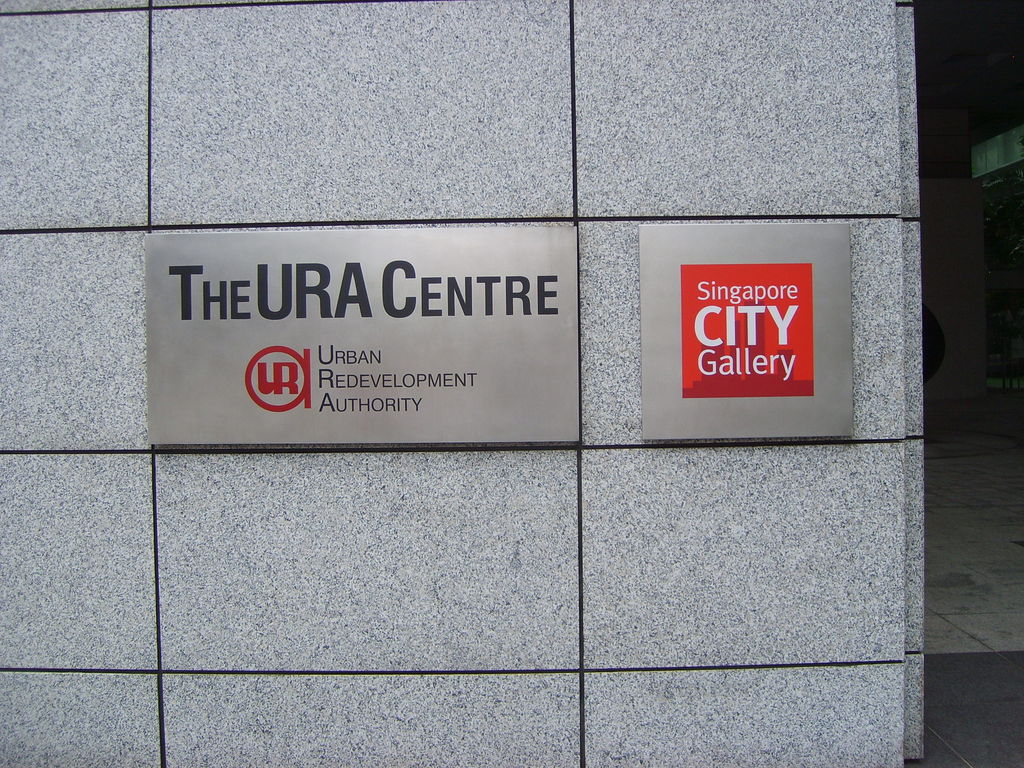 THE URA CENTRE
UR
URBAN
REDEVELOPMENT
AUTHORITY
Singapore
CITY
Gallery